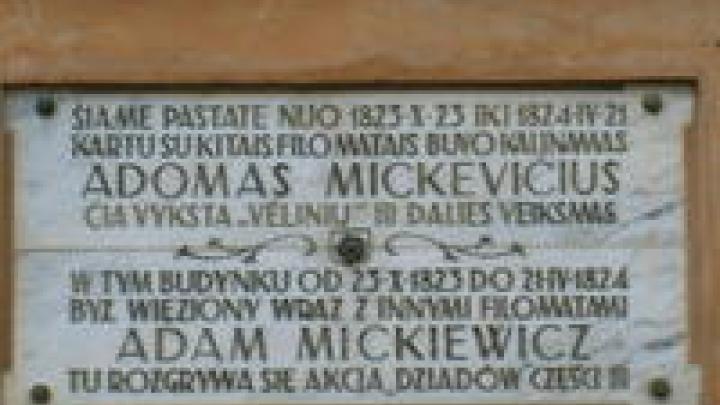 ŠIAME PASTATE NUO 1823·X·23 IKI 1824·IV·21
KARTU SU KITAIS FILOMATAIS BUVO KALINAMAS
ADOMAS MICKEVIČIUS
ČIA VYKSTA „VĖLINIŲ" III DALIES VEIKSMAS
W TYM BUDYNKU OD 23·X·1823 DO 21·IV·1824
BYŁ WIĘZIONY WRAZ Z INNYMI FILOMATAMI
ADAM MICKIEWICZ
TU ROZGRYWA SIĘ AKCJA „DZIADÓW" CZĘŚCI III